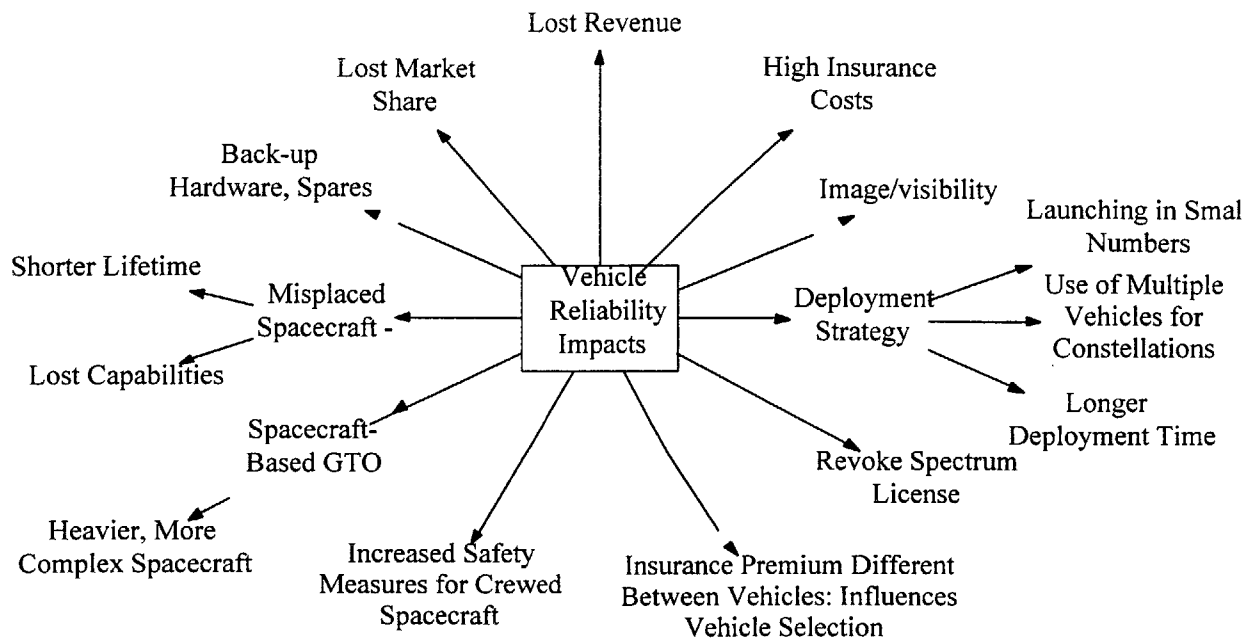 Lost Revenue
Lost Market
Share
High Insurance
Costs
Back-up
Hardware, Spares
Image/visibility
Launching in Smal
Numbers
Shorter Lifetime
Misplaced
Spacecraft -
Vehicle
Reliability
Impacts
Deployment
Strategy
Use of Multiple
Vehicles for
Constellations
Lost Capabilities
Longer
Deployment Time
Spacecraft-
Based GTO
Revoke Spectrum
License
Heavier, More
Complex Spacecraft
Increased Safety
Measures for Crewed
Spacecraft
Insurance Premium Different
Between Vehicles: Influences
Vehicle Selection